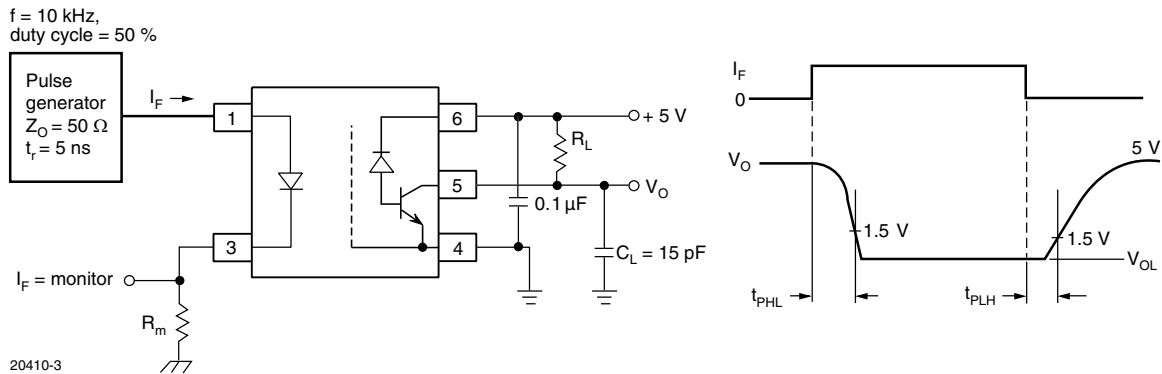 f = 10 kHz,
duty cycle = 50 %
Pulse
generator
Z_O = 50 Ω
t_r = 5 ns
I_F
1
3
6
5
4
R_L
+ 5 V
V_O
0.1 µF
C_L = 15 pF
I_F = monitor
R_m
20410-3
I_F
0
V_O
5 V
1.5 V
1.5 V
V_OL
t_PHL
t_PLH